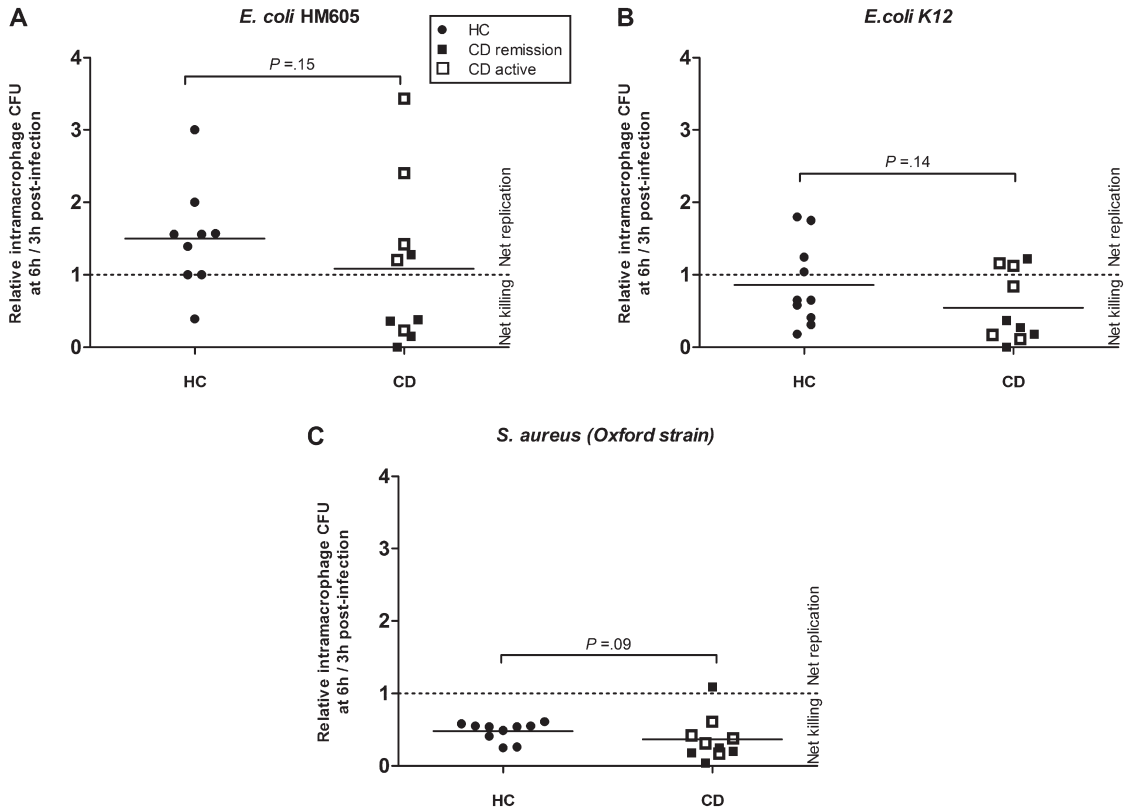 A
E. coli HM605
HC
CD remission
CD active
Relative intramacrophage CFU
at 6h / 3h post-infection
4
3
2
1
0
P =.15
Net replication
Net killing
HC
CD
B
E.coli K12
Relative intramacrophage CFU
at 6h / 3h post-infection
4
3
2
1
0
P =.14
Net replication
Net killing
HC
CD
C
S. aureus (Oxford strain)
Relative intramacrophage CFU
at 6h / 3h post-infection
4
3
2
1
0
P =.09
Net replication
Net killing
HC
CD